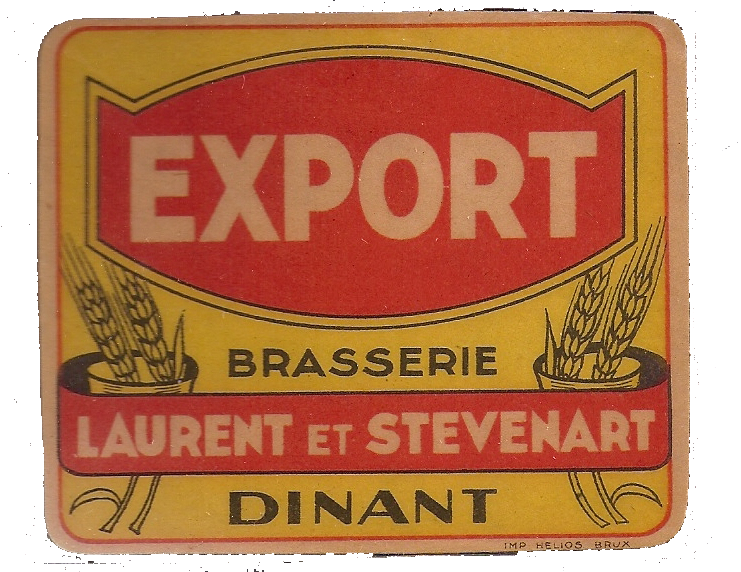 EXPORT
BRASSERIE
LAURENT ET STEVENART
DINANT
IMP. HELIOS BRUX